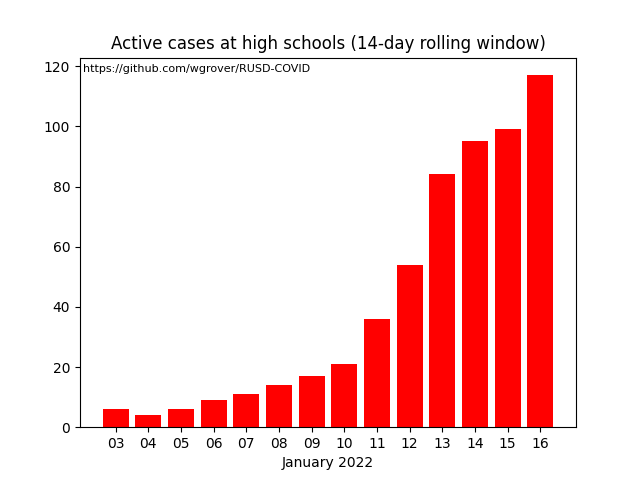 Active cases at high schools (14-day rolling window)
https://github.com/wgrover/RUSD-COVID
120
100
80
60
40
20
0
03 04 05 06 07 08 09 10 11 12 13 14 15 16
January 2022